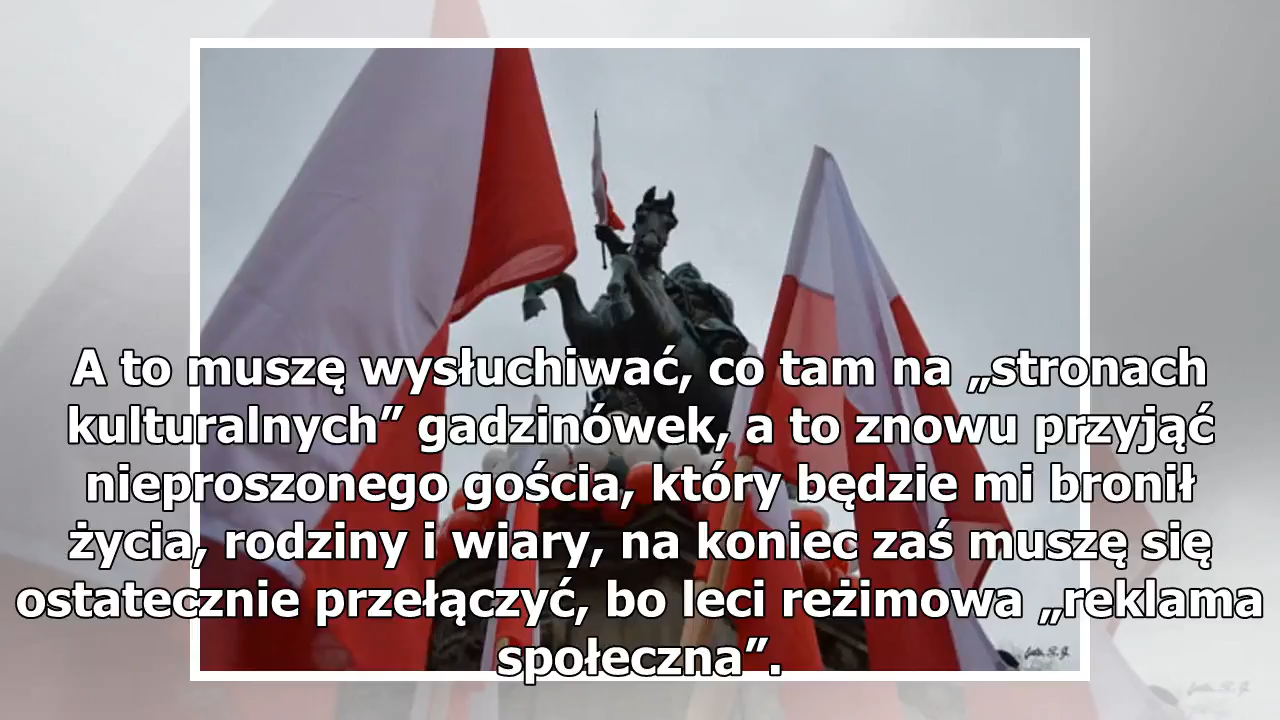 A to muszę wysłuchiwać, co tam na „stronach
kulturalnych” gadzinówek, a to znowu przyjąć
nieproszonego gościa, który będzie mi bronił
życia, rodziny i wiary, na koniec zaś muszę się
ostatecznie przełączyć, bo leci reżimowa „reklama
społeczna”.